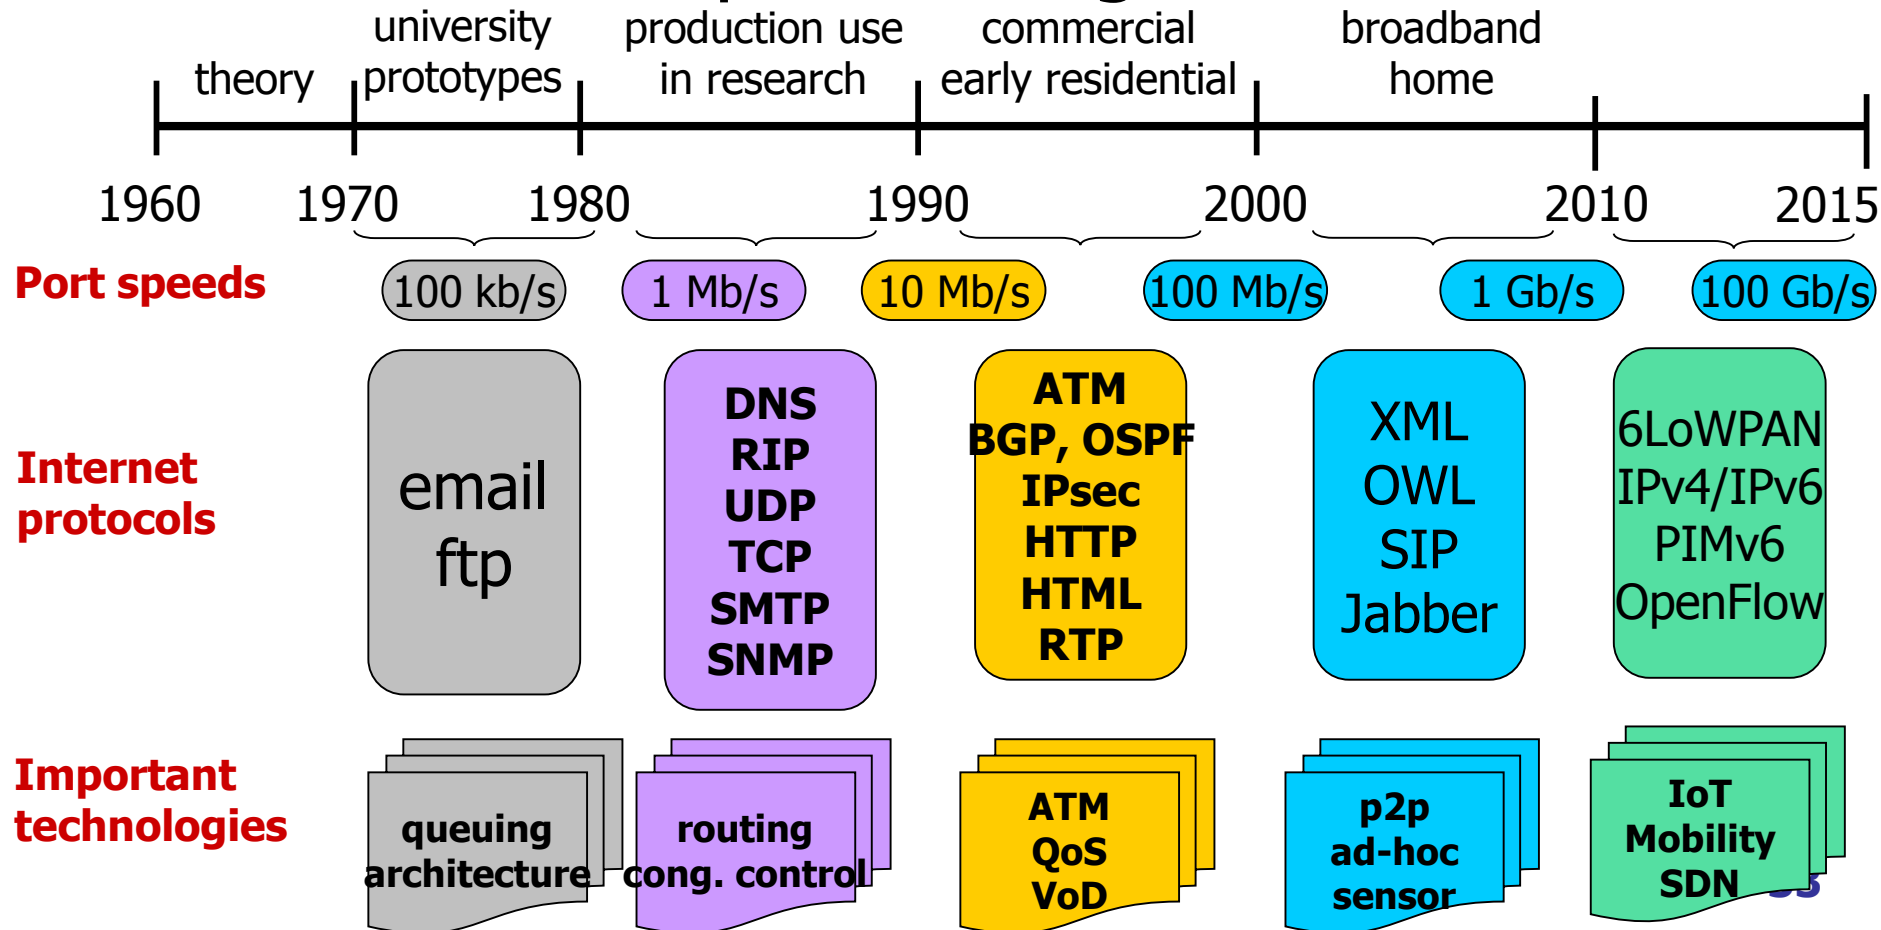 university
prototypes
production use
in research
commercial
early residential
broadband
home
theory
1960 1970 1980 1990 2000 2010 2015
Port speeds
100 kb/s
1 Mb/s
10 Mb/s
100 Mb/s
1 Gb/s
100 Gb/s
Internet
protocols
email
ftp
DNS
RIP
UDP
TCP
SMTP
SNMP
ATM
BGP, OSPF
IPsec
HTTP
HTML
RTP
XML
OWL
SIP
Jabber
6LoWPAN
IPv4/IPv6
PIMv6
OpenFlow
Important
technologies
queuing
architecture
routing
cong. control
ATM
QoS
VoD
p2p
ad-hoc
sensor
IoT
Mobility
SDN